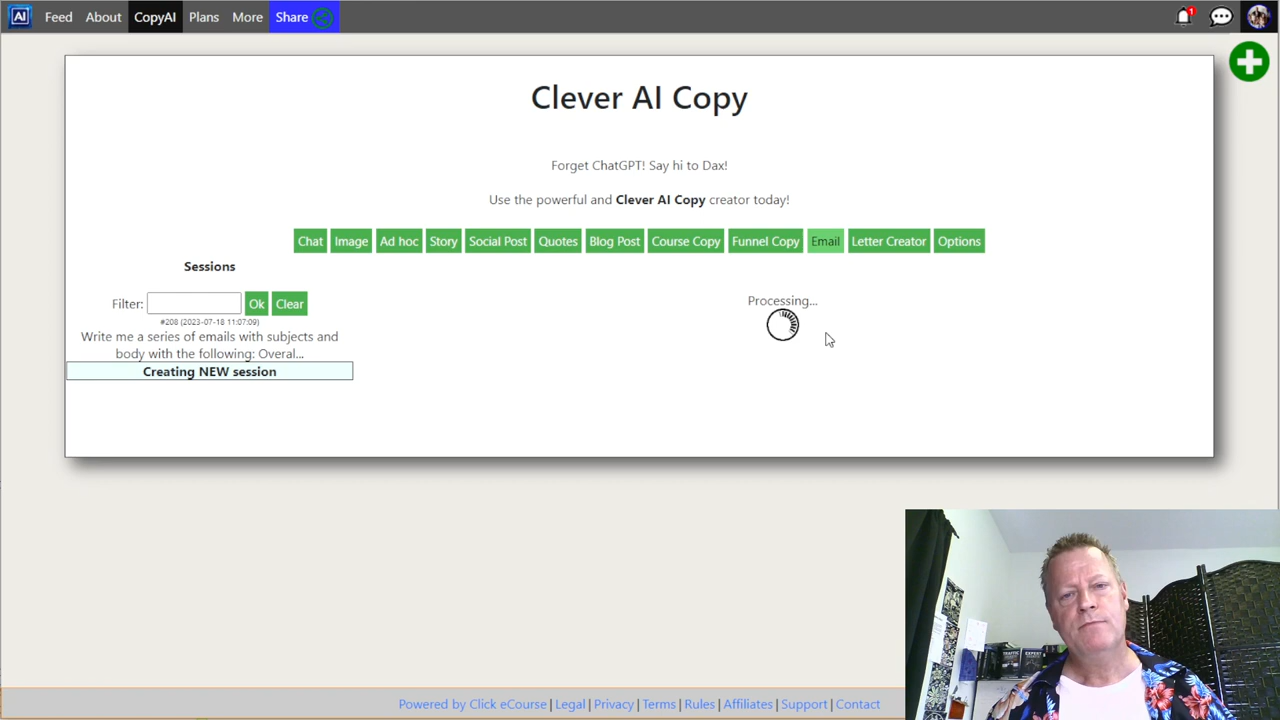 AI Feed About CopyAI Plans More Share 1
Clever AI Copy
Forget ChatGPT! Say hi to Dax!
Use the powerful and Clever AI Copy creator today!
Chat Image Ad hoc Story Social Post Quotes Blog Post Course Copy Funnel Copy Email Letter Creator Options
Sessions
Filter: Ok Clear
#208 (2023-07-18 11:07:09)
Write me a series of emails with subjects and
body with the following: Overal...
Creating NEW session
Processing...
TRAFFIC EXPERT
Powered by Click eCourse | Legal | Privacy | Terms | Rules | Affiliates | Support | Contact